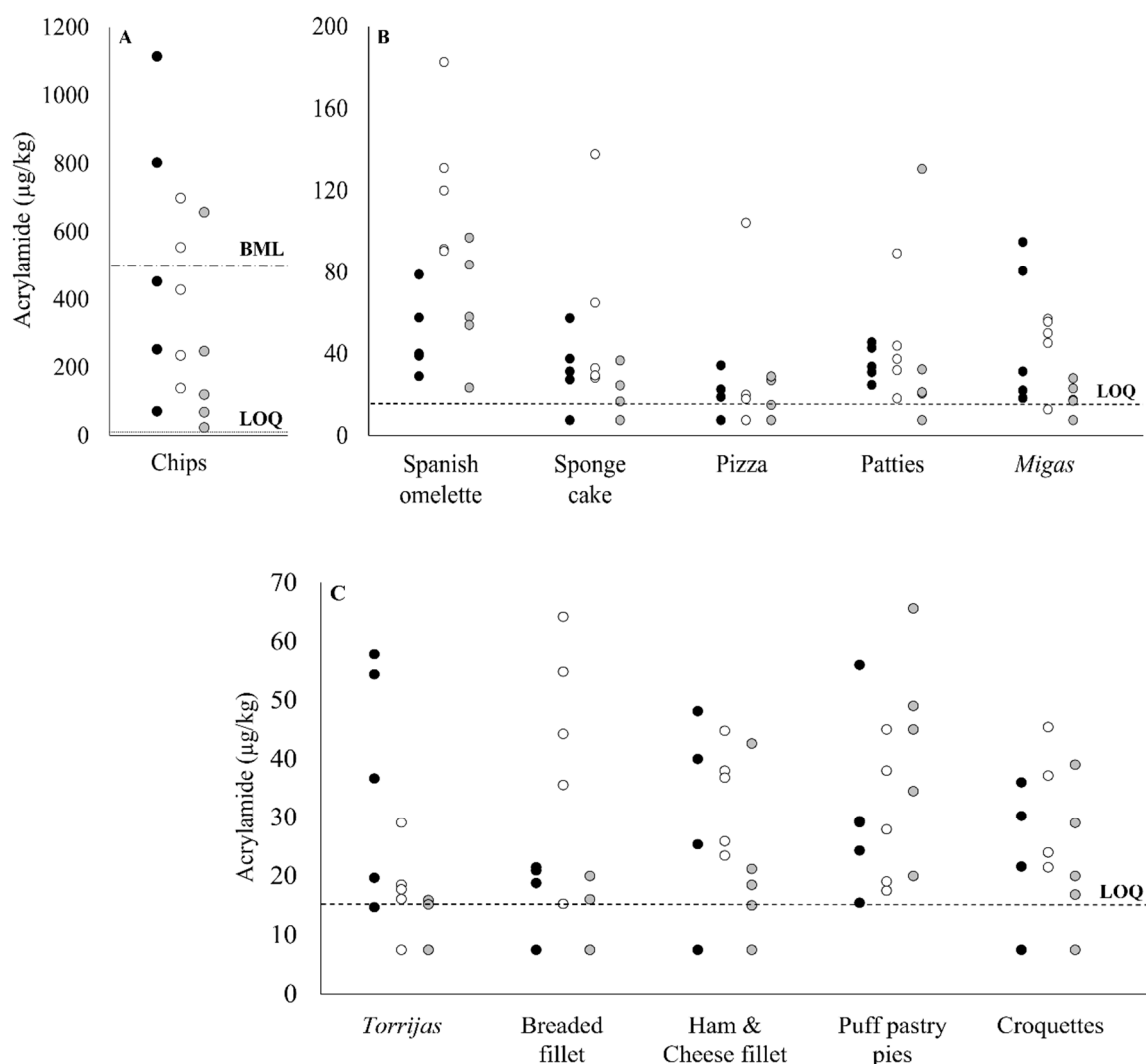 A
1200
1000
800
600
400
200
0
Acrylamide (µg/kg)
BML
LOQ
Chips
B
200
160
120
80
40
0
LOQ
Spanish
omelette
Sponge
cake
Pizza
Patties
Migas
C
70
60
50
40
30
20
10
0
Acrylamide (µg/kg)
LOQ
Torrijas
Breaded
fillet
Ham &
Cheese fillet
Puff pastry
pies
Croquettes